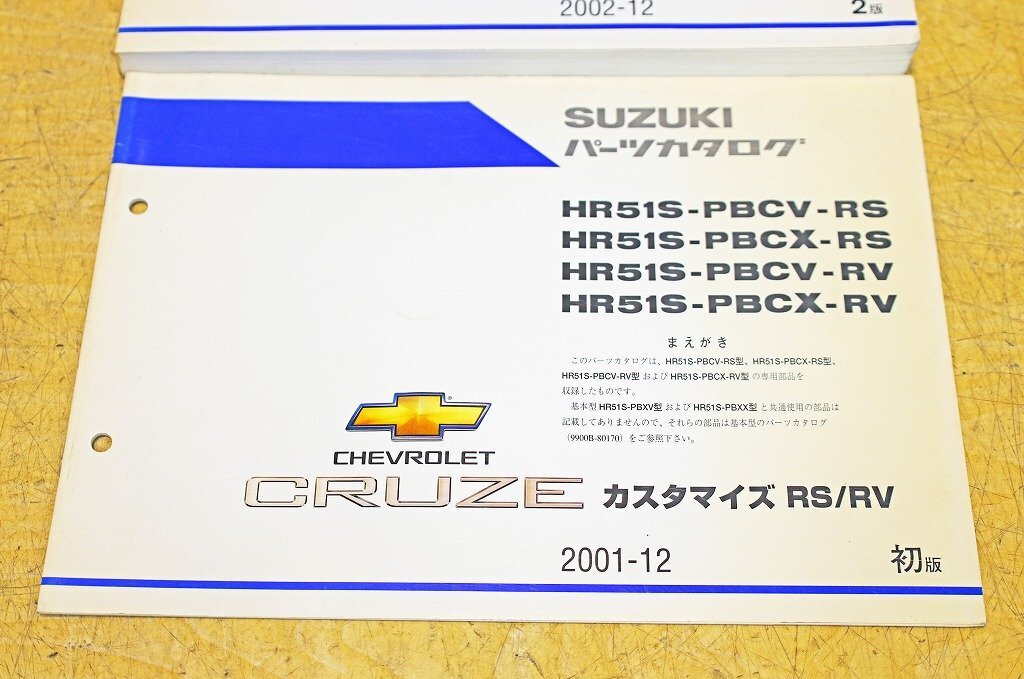 2002-12 2版
SUZUKI
パーツカタログ
HR51S-PBCV-RS
HR51S-PBCX-RS
HR51S-PBCV-RV
HR51S-PBCX-RV
まえがき
このパーツカタログは、HR51S-PBCV-RS型、HR51S-PBCX-RS型、
HR51S-PBCV-RV型 および HR51S-PBCX-RV型 の専用部品を
収録したものです。
基本型 HR51S-PBXV型 および HR51S-PBXX型 と共通使用の部品は
記載してありませんので、それらの部品は基本型のパーツカタログ
(9900B-80170) をご参照下さい。
CHEVROLET
CRUZE カスタマイズ RS/RV
2001-12 初版